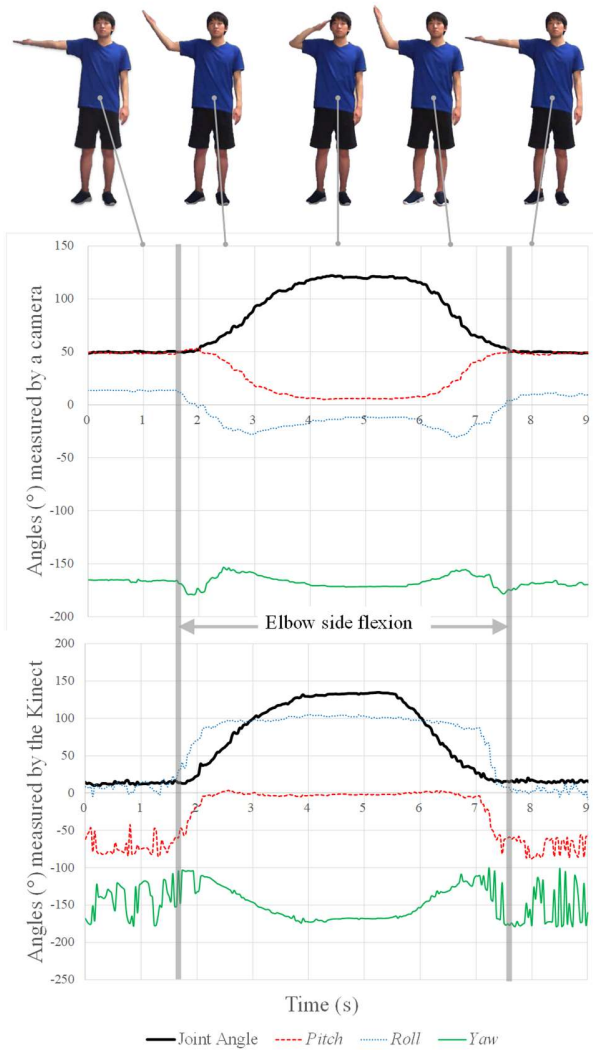 Angles (°) measured by a camera
150
100
50
0
-50
-100
-150
-200
0 1 2 3 4 5 6 7 8 9
Elbow side flexion
Angles (°) measured by the Kinect
200
150
100
50
0
-50
-100
-150
-200
-250
0 1 2 3 4 5 6 7 8 9
Time (s)
Joint Angle Pitch Roll Yaw